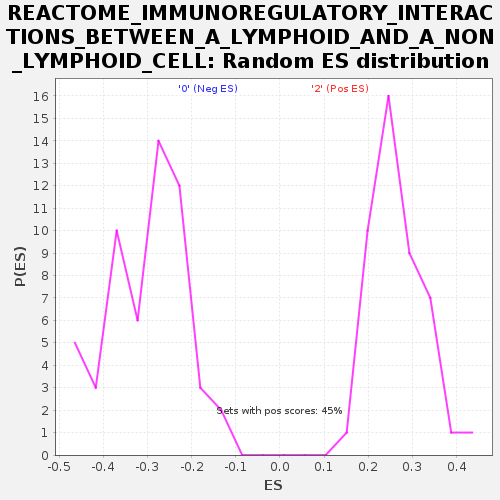 REACTOME_IMMUNOREGULATORY_INTERAC
TIONS_BETWEEN_A_LYMPHOID_AND_A_NON
_LYMPHOID_CELL: Random ES distribution
'0' (Neg ES) '2' (Pos ES)
16
15
14
13
12
11
10
9
8
7
6
5
4
3
2
1
0
P(ES)
Sets with pos scores: 45%
-0.5 -0.4 -0.3 -0.2 -0.1 0.0 0.1 0.2 0.3 0.4
ES